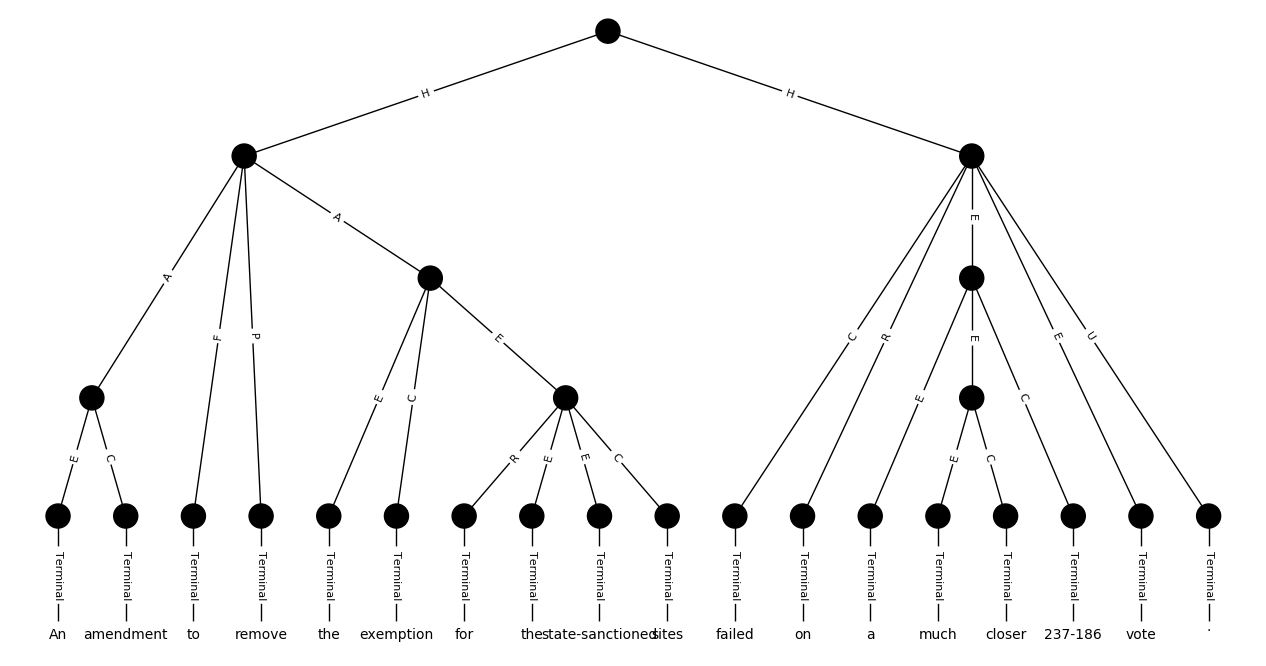 H H
A F P A E
C R E E U
E C E E E C
E C R E E C E C
Terminal Terminal Terminal Terminal Terminal Terminal Terminal Terminal Terminal Terminal Terminal Terminal Terminal Terminal Terminal Terminal Terminal Terminal
An amendment to remove the exemption for the state-sanctioned sites failed on a much closer 237-186 vote .